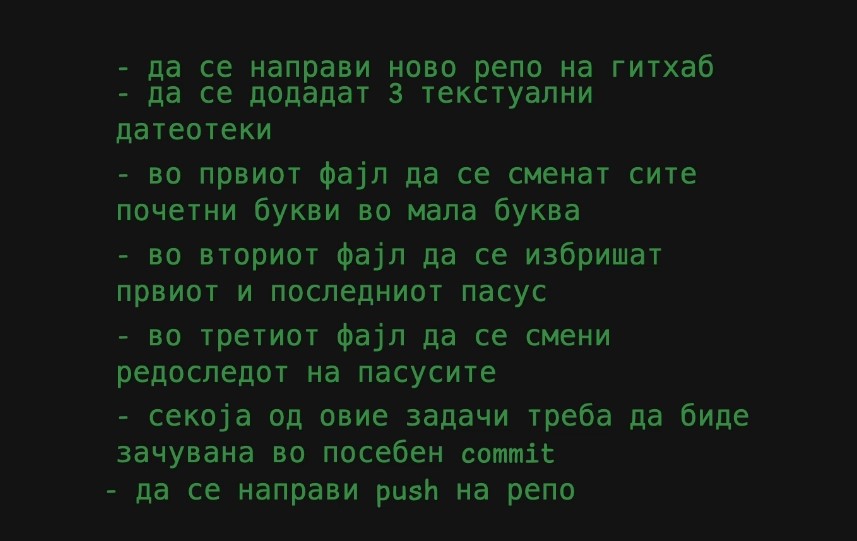 - да се направи ново репо на гитхаб
- да се додадат 3 текстуални
датеотеки
- во првиот фајл да се сменат сите
почетни букви во мала буква
- во вториот фајл да се избришат
првиот и последниот пасус
- во третиот фајл да се смени
редоследот на пасусите
- секоја од овие задачи треба да биде
зачувана во посебен commit
- да се направи push на репо